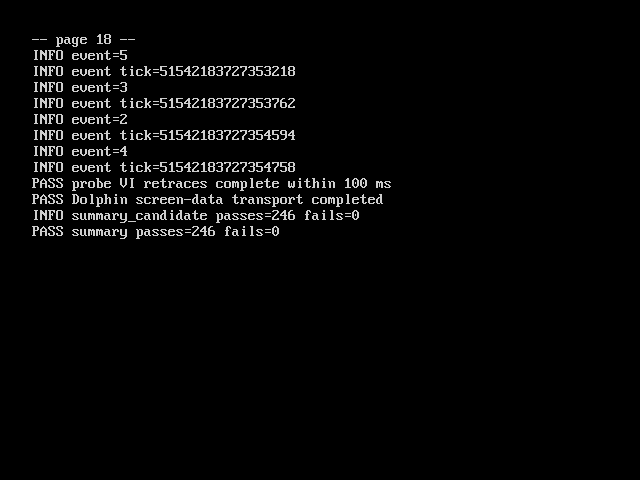 -- page 18 --
INFO event=5
INFO event tick=51542183727353218
INFO event=3
INFO event tick=51542183727353762
INFO event=2
INFO event tick=51542183727354594
INFO event=4
INFO event tick=51542183727354758
PASS probe VI retraces complete within 100 ms
PASS Dolphin screen-data transport completed
INFO summary_candidate passes=246 fails=0
PASS summary passes=246 fails=0